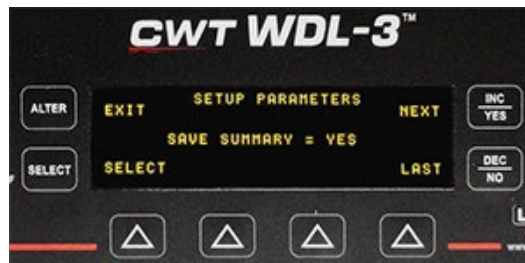 CWT WDL-3™
ALTER
EXIT
SETUP PARAMETERS
NEXT
INC
YES
SAVE SUMMARY = YES
SELECT
SELECT
LAST
DEC
NO